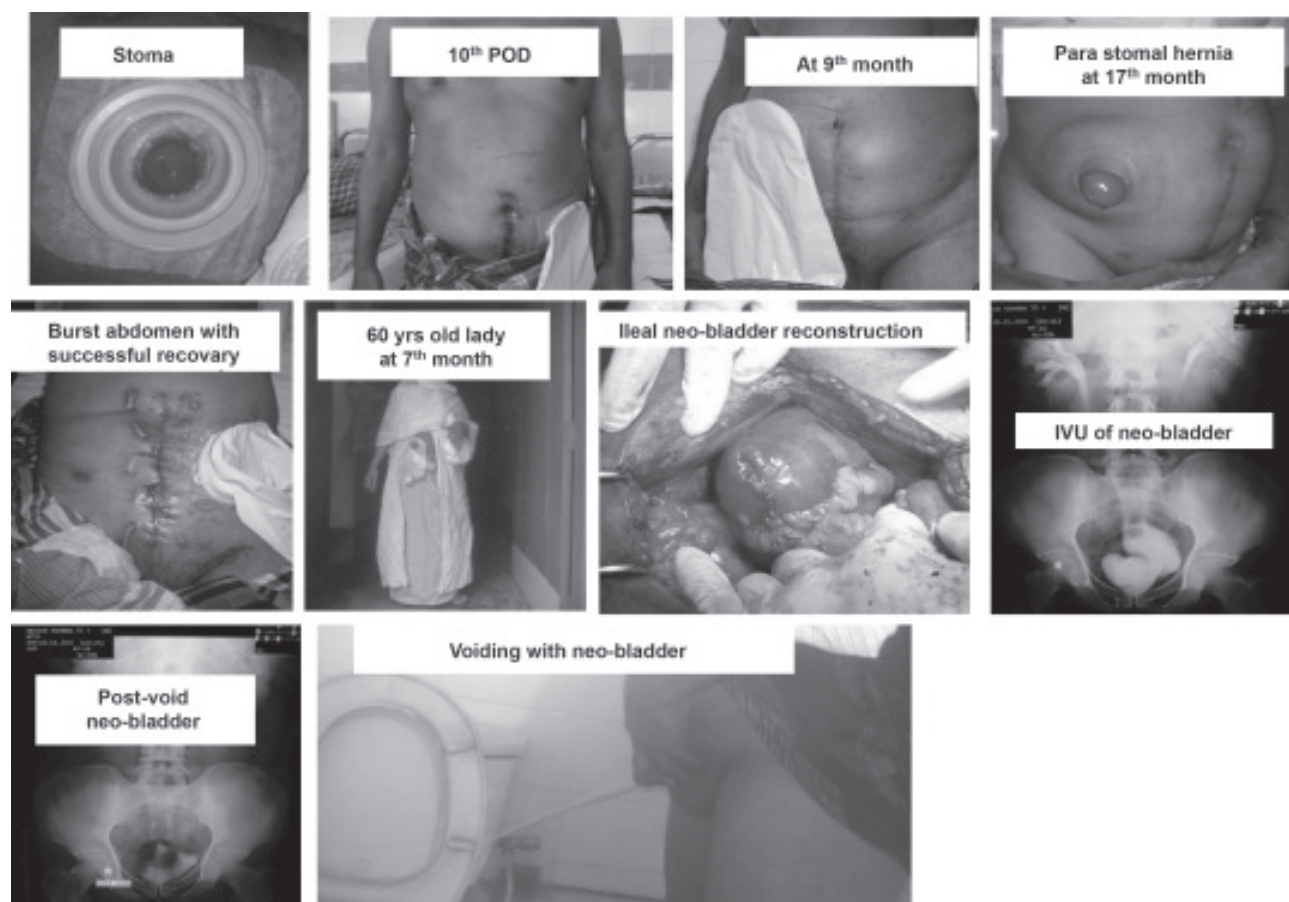 Stoma
10th POD
At 9th month
Para stomal hernia
at 17th month
Burst abdomen with
successful recovary
60 yrs old lady
at 7th month
Ileal neo-bladder reconstruction
IVU of neo-bladder
Post-void
neo-bladder
Voiding with neo-bladder